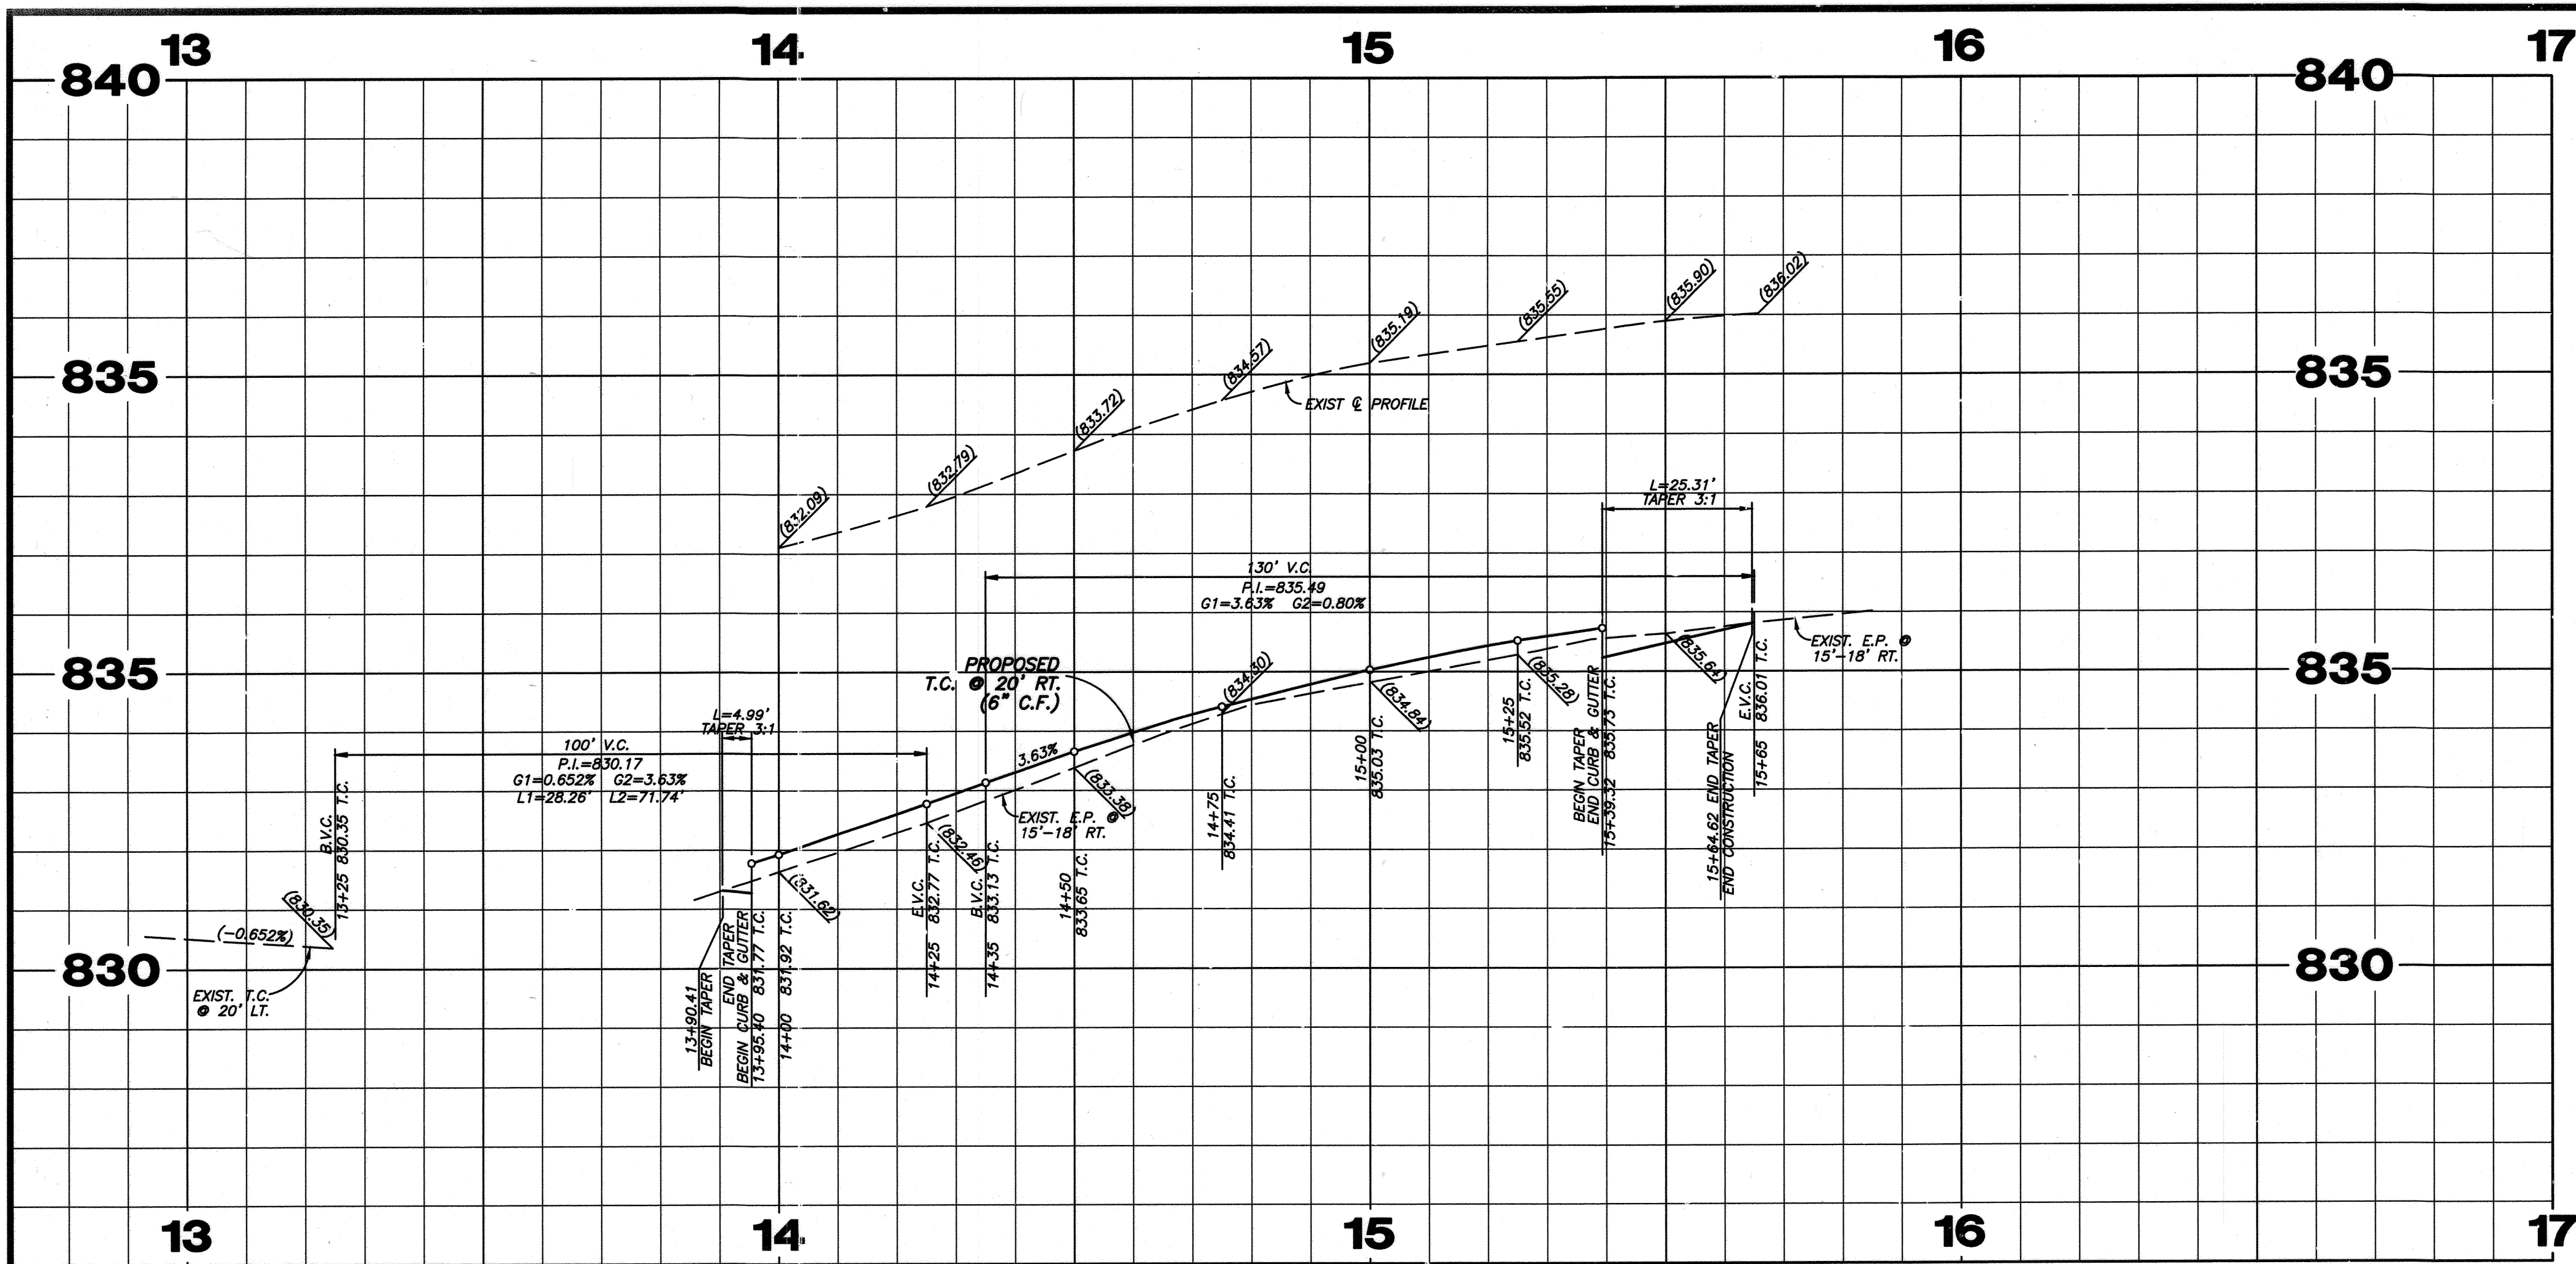 13 14 15 16 17
840 840
(836.02)
(835.90)
(835.55)
(835.19)
(834.57)
835 835
EXIST ℄ PROFILE
(833.72)
(832.79)
(832.09)
L=25.31'
TAPER 3:1
130' V.C.
P.I.=835.49
G1=3.63% G2=0.80%
EXIST. E.P. @
15'-18' RT.
PROPOSED
T.C. @ 20' RT.
(6" C.F.)
835 835
(834.30)
(834.84)
(835.28)
(835.64)
L=4.99'
TAPER 3:1
100' V.C.
P.I.=830.17
G1=0.652% G2=3.63%
L1=28.26' L2=71.74'
3.63%
(833.38)
EXIST. E.P. @
15'-18' RT.
(832.46)
(831.62)
B.V.C.
13+25 830.35 T.C.
(830.35)
(-0.652%)
830 830
EXIST. T.C.
@ 20' LT.
13+90.41
BEGIN TAPER
END TAPER
BEGIN CURB & GUTTER
13+95.40 831.77 T.C.
14+00 831.92 T.C.
E.V.C.
14+25 832.77 T.C.
B.V.C.
14+35 833.13 T.C.
14+50
833.65 T.C.
14+75
834.41 T.C.
15+00
835.03 T.C.
15+25
835.52 T.C.
BEGIN TAPER
END CURB & GUTTER
15+39.32 835.73 T.C.
15+64.62 END TAPER
END CONSTRUCTION
E.V.C.
15+65 836.01 T.C.
13 14 15 16 17